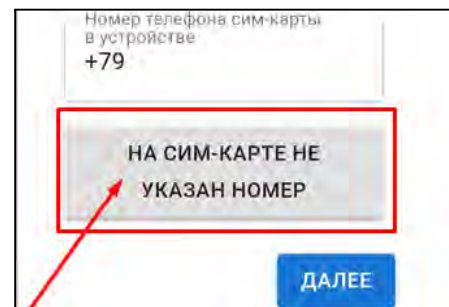 Номер телефона сим-карты
в устройстве
+79
НА СИМ-КАРТЕ НЕ
УКАЗАН НОМЕР
ДАЛЕЕ